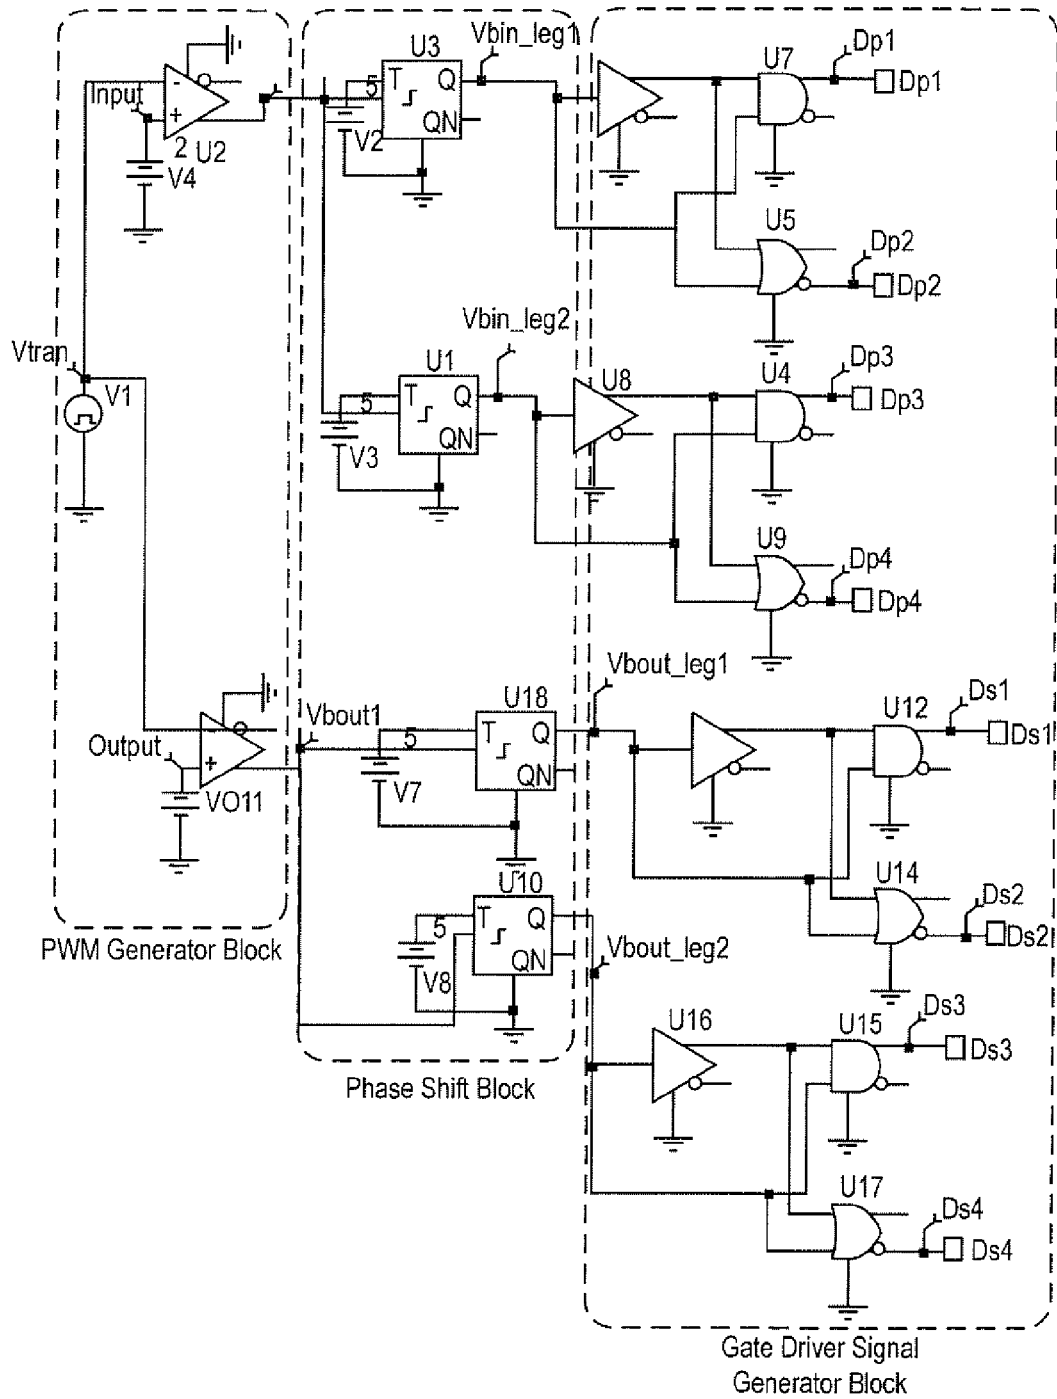 Input
-
+
2 U2
V4
Vtran
V1
Output
-
+
VO11
PWM Generator Block
U3
Vbin_leg1
5
T
Q
QN
V2
Vbin_leg2
U1
5
T
Q
QN
V3
Vbout1
U18
5
T
Q
QN
V7
U10
5
T
Q
QN
V8
Phase Shift Block
U7
Dp1
Dp1
U5
Dp2
Dp2
U8
U4
Dp3
Dp3
U9
Dp4
Dp4
Vbout_leg1
U12
Ds1
Ds1
U14
Ds2
Ds2
Vbout_leg2
U16
U15
Ds3
Ds3
U17
Ds4
Ds4
Gate Driver Signal
Generator Block